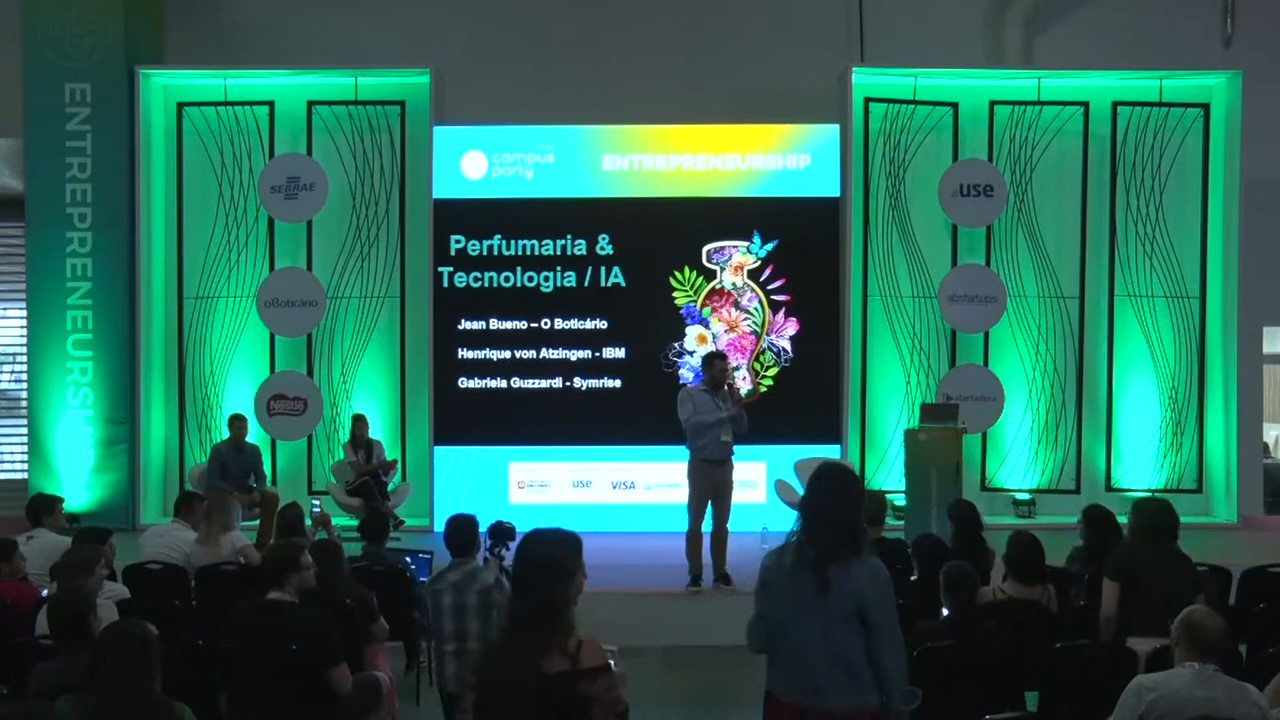 ENTREPRENEURSHIP
SEBRAE
oBoticário
Nestlé
campus
party
ENTREPRENEURSHIP
Perfumaria &
Tecnologia / IA
Jean Bueno – O Boticário
Henrique von Atzingen - IBM
Gabriela Guzzardi - Symrise
use
VISA
use
abstartups
startadora